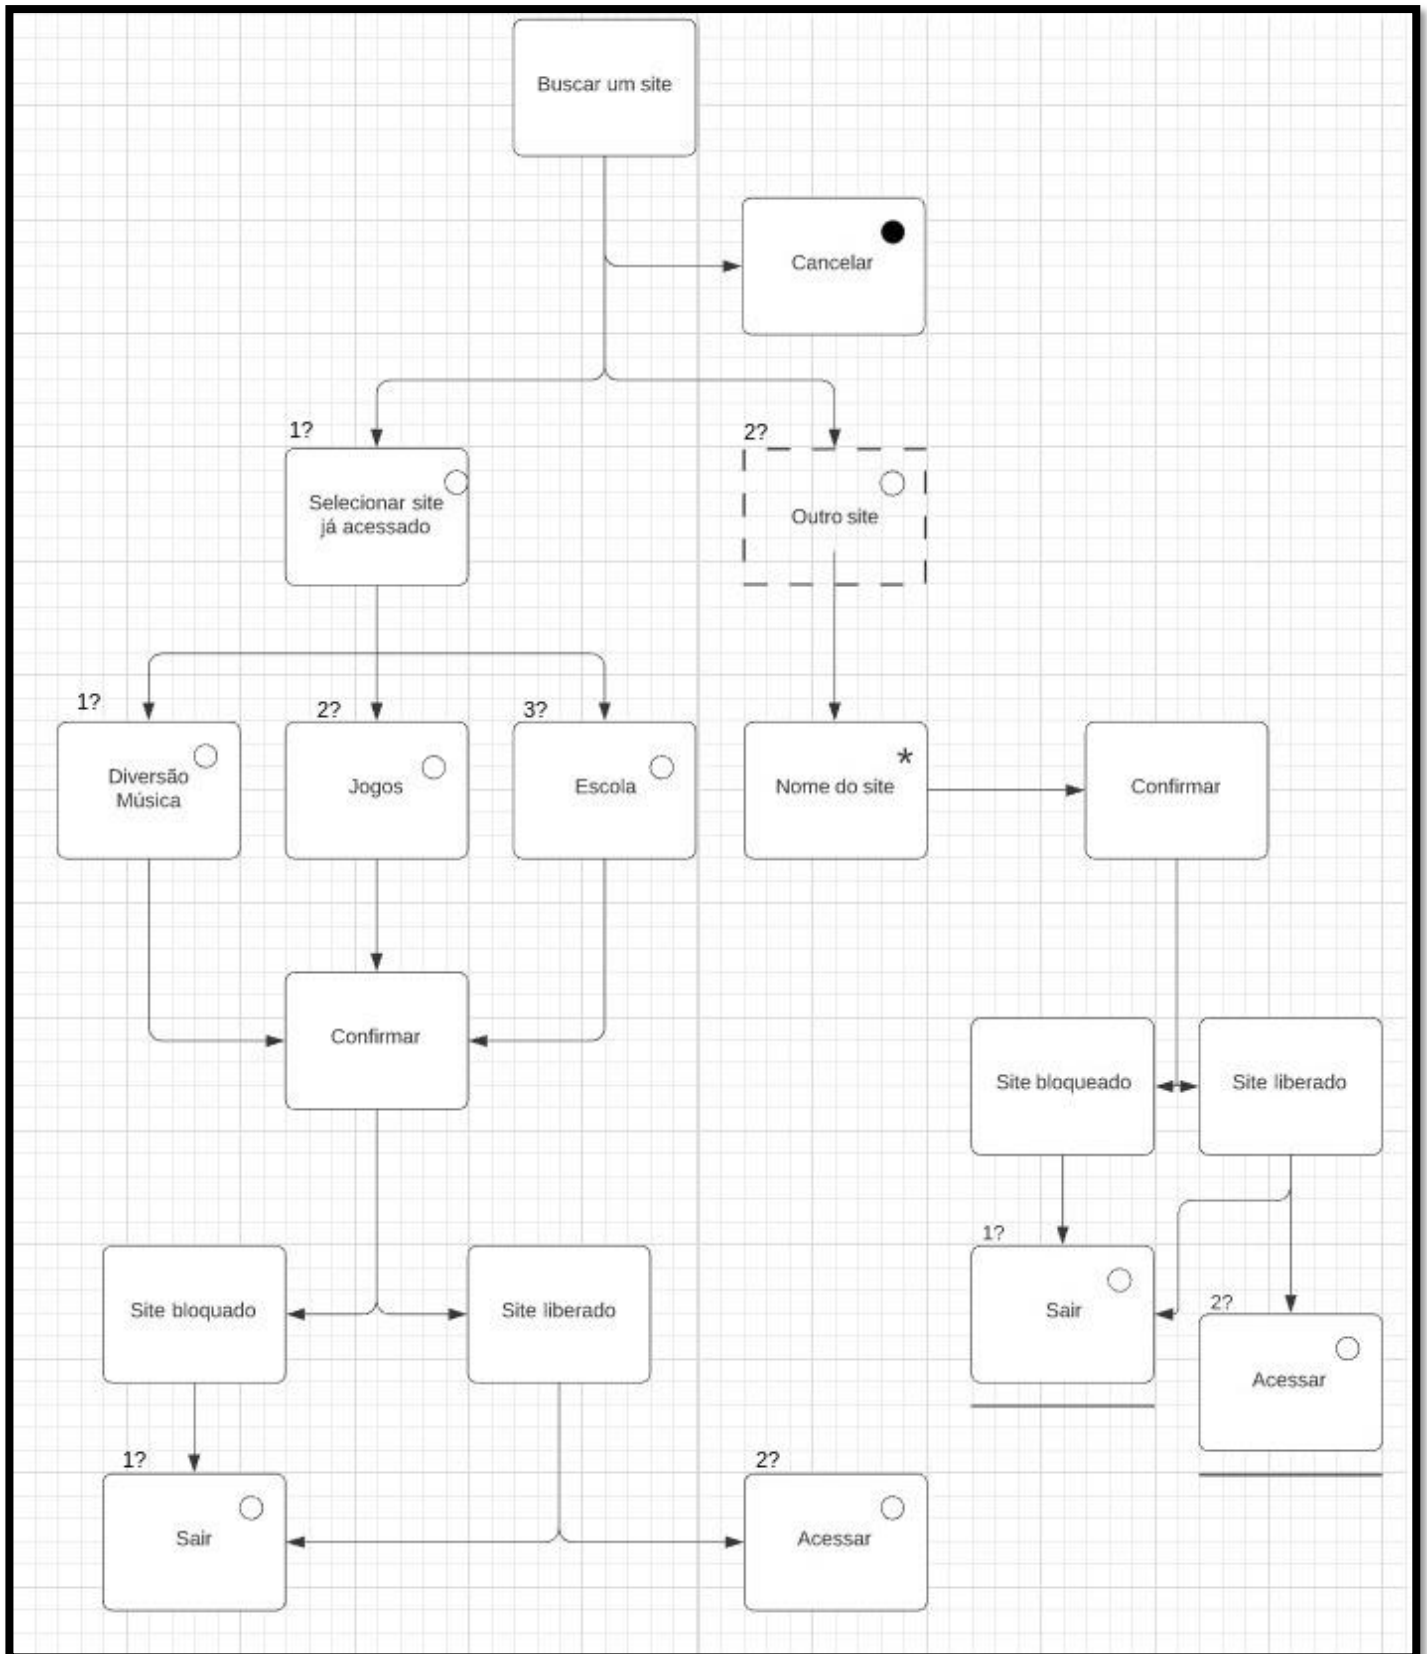 Buscar um site
Cancelar
1?
Selecionar site
já acessado
2?
Outro site
1?
Diversão
Música
2?
Jogos
3?
Escola
Nome do site
*
Confirmar
Confirmar
Site bloqueado
Site liberado
1?
Sair
2?
Acessar
Site bloquado
Site liberado
1?
Sair
2?
Acessar